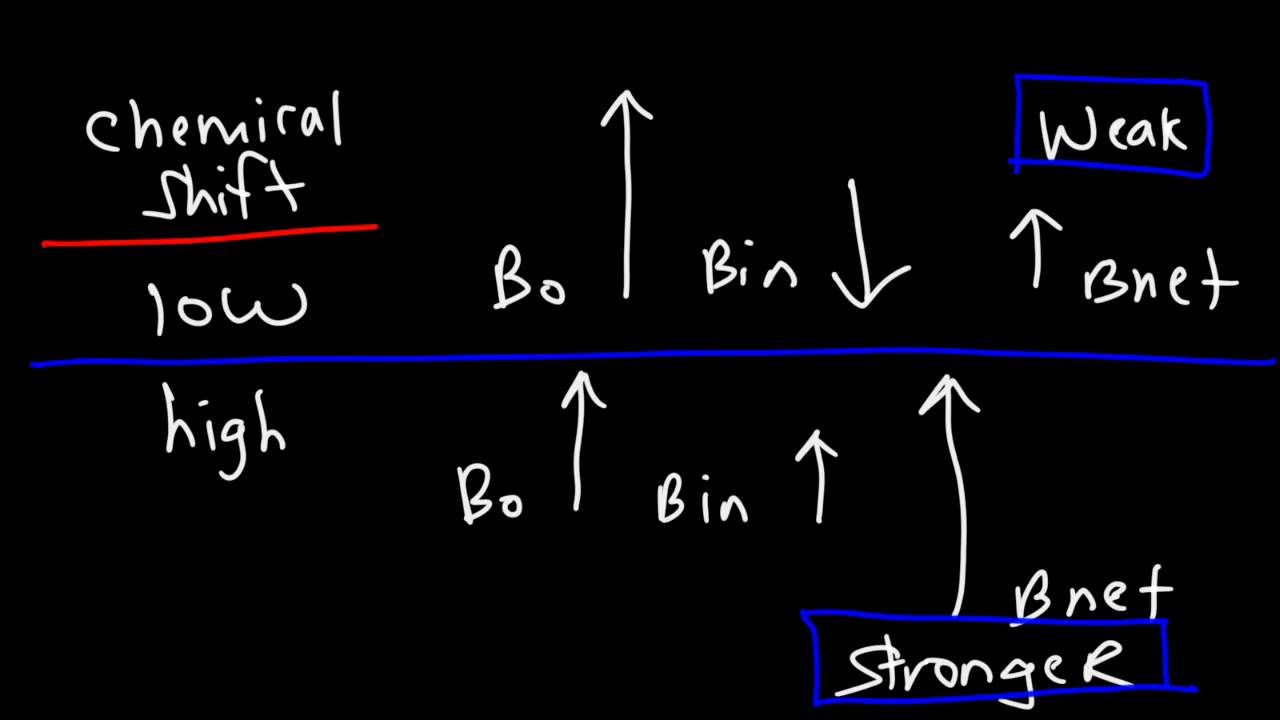 chemical
shift
low
Bo
Bin
Weak
Bnet
high
Bo
Bin
Bnet
StrongeR